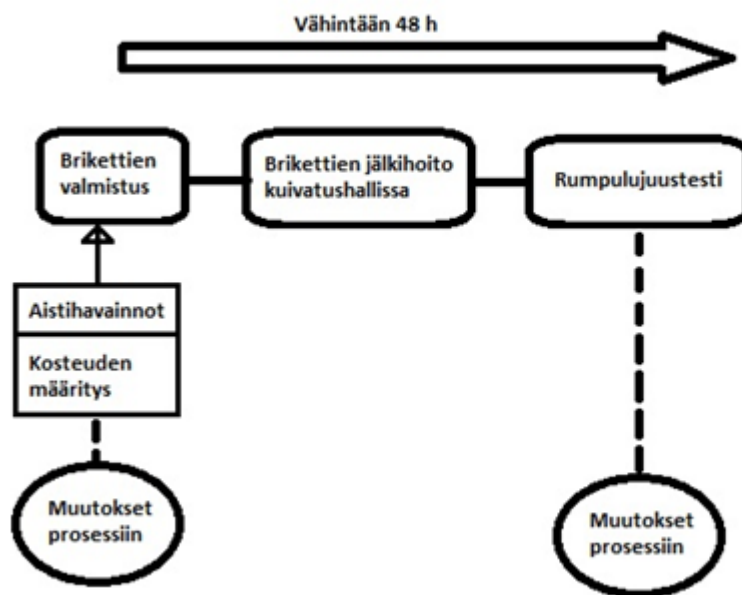 Vähintään 48 h
Brikettien
valmistus
Brikettien jälkihoito
kuivatushallissa
Rumpulujuustesti
Aistihavainnot
Kosteuden
määritys
Muutokset
prosessiin
Muutokset
prosessiin